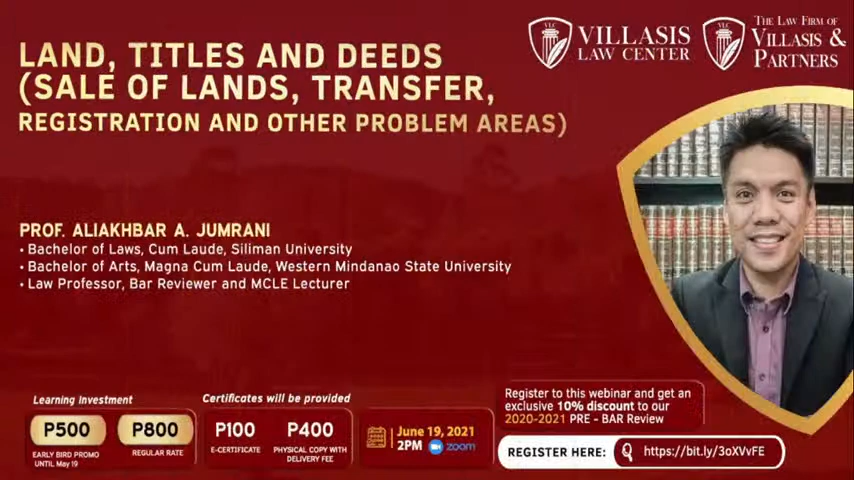 VLC
VILLASIS
LAW CENTER
VLC
THE LAW FIRM OF
VILLASIS &
PARTNERS
LAND, TITLES AND DEEDS
(SALE OF LANDS, TRANSFER,
REGISTRATION AND OTHER PROBLEM AREAS)
PROF. ALIAKHBAR A. JUMRANI
• Bachelor of Laws, Cum Laude, Siliman University
• Bachelor of Arts, Magna Cum Laude, Western Mindanao State University
• Law Professor, Bar Reviewer and MCLE Lecturer
Learning Investment
P500
EARLY BIRD PROMO
UNTIL May 19
P800
REGULAR RATE
Certificates will be provided
P100
E-CERTIFICATE
P400
PHYSICAL COPY WITH
DELIVERY FEE
June 19, 2021
2PM zoom
Register to this webinar and get an
exclusive 10% discount to our
2020-2021 PRE - BAR Review
REGISTER HERE: https://bit.ly/3oXVvFE